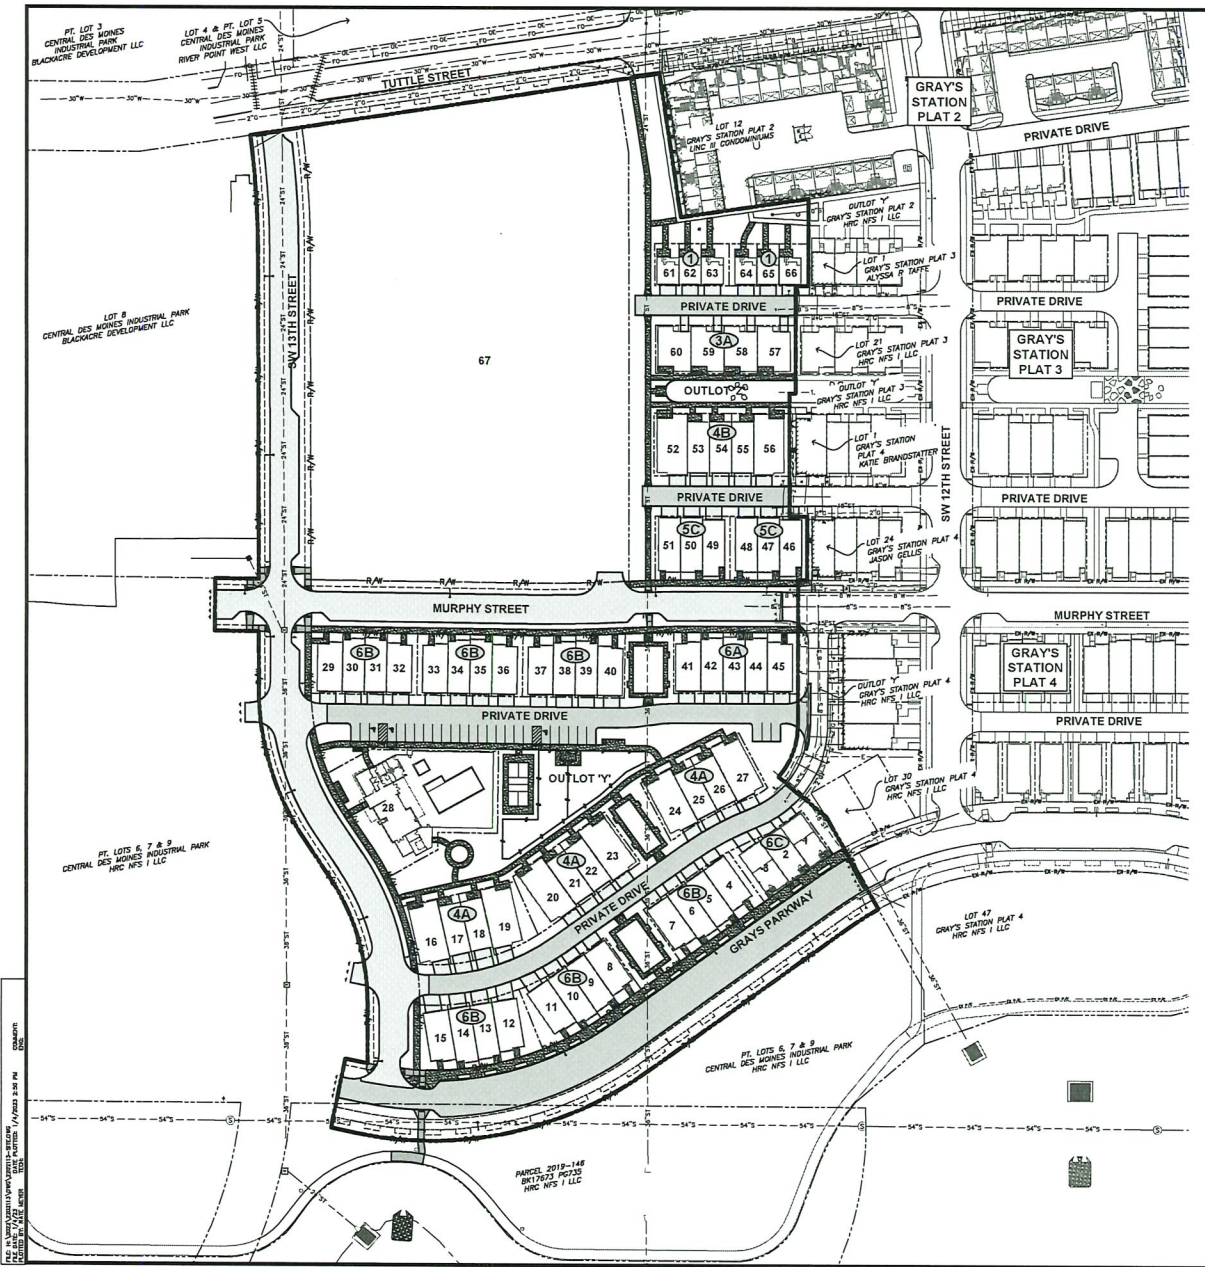 PT. LOT 3
CENTRAL DES MOINES
INDUSTRIAL PARK
BLACKACRE DEVELOPMENT LLC
LOT 4 & PT. LOT 5
CENTRAL DES MOINES
INDUSTRIAL PARK
RIVER POINT WEST LLC
TUTTLE STREET
LOT 12
GRAY'S STATION PLAT 2
LINC III CONDOMINIUMS
GRAY'S
STATION
PLAT 2
PRIVATE DRIVE
OUTLOT 'Y'
GRAY'S STATION PLAT 2
HRC NFS I LLC
1
1
61 62 63 64 65 66
LOT 1
GRAY'S STATION PLAT 3
ALYSSA R TAFFE
PRIVATE DRIVE
PRIVATE DRIVE
SW 13TH STREET
LOT 8
CENTRAL DES MOINES INDUSTRIAL PARK
BLACKACRE DEVELOPMENT LLC
67
3A
60 59 58 57
LOT 21
GRAY'S STATION PLAT 3
HRC NFS I LLC
GRAY'S
STATION
PLAT 3
OUTLOT 'Z'
OUTLOT 'Y'
GRAY'S STATION PLAT 3
HRC NFS I LLC
4B
52 53 54 55 56
LOT 1
GRAY'S STATION
PLAT 4
KATIE BRANDSTATTER
SW 12TH STREET
PRIVATE DRIVE
PRIVATE DRIVE
5C
5C
51 50 49 48 47 46
LOT 24
GRAY'S STATION PLAT 4
JASON GELLIS
MURPHY STREET
MURPHY STREET
6B
6B
6B
6A
29 30 31 32 33 34 35 36 37 38 39 40 41 42 43 44 45
GRAY'S
STATION
PLAT 4
OUTLOT 'Y'
GRAY'S STATION PLAT 4
HRC NFS I LLC
PRIVATE DRIVE
PRIVATE DRIVE
OUTLOT 'Y'
28
4A
24 25 26 27
LOT 30
GRAY'S STATION PLAT 4
HRC NFS I LLC
4A
20 21 22 23
6C
3 2 1
PT. LOTS 6, 7 & 9
CENTRAL DES MOINES INDUSTRIAL PARK
HRC NFS I LLC
4A
16 17 18 19
PRIVATE DRIVE
6B
7 6 5 4
GRAYS PARKWAY
LOT 47
GRAY'S STATION PLAT 4
HRC NFS I LLC
6B
11 10 9 8
6B
15 14 13 12
PT. LOTS 6, 7 & 9
CENTRAL DES MOINES INDUSTRIAL PARK
HRC NFS I LLC
54"S 54"S 54"S 54"S 54"S 54"S
PARCEL 2019-146
BK17673 PG735
HRC NFS I LLC